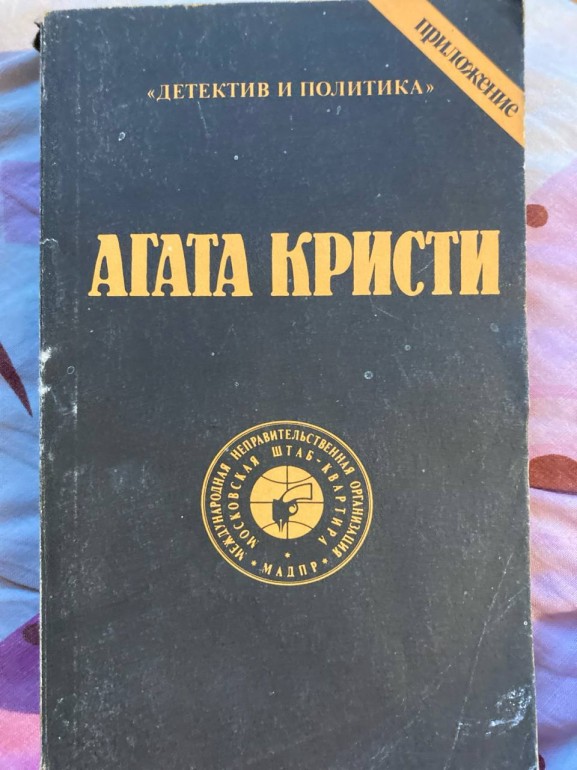 приложение
«ДЕТЕКТИВ И ПОЛИТИКА»
АГАТА КРИСТИ
МЕЖДУНАРОДНАЯ НЕПРАВИТЕЛЬСТВЕННАЯ ОРГАНИЗАЦИЯ
МОСКОВСКАЯ ШТАБ-КВАРТИРА
* МАДПР *